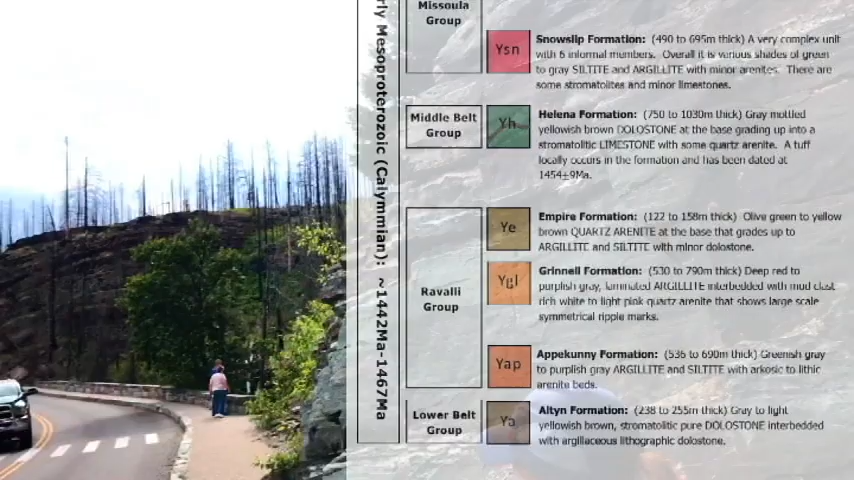 Missoula
Group
Ysn
Snowslip Formation: (490 to 695m thick) A very complex unit
with 6 informal members. Overall it is various shades of green
to gray SILTITE and ARGILLITE with minor arenites. There are
some stromatolites and minor limestones.
Middle Belt
Group
Yh
Helena Formation: (750 to 1030m thick) Gray mottled
yellowish brown DOLOSTONE at the base grading up into a
stromatolitic LIMESTONE with some quartz arenite. A tuff
locally occurs in the formation and has been dated at
1454±9Ma.
rly Mesoproterozoic (Calymmian): ~1442Ma-1467Ma
Ravalli
Group
Ye
Empire Formation: (122 to 158m thick) Olive green to yellow
brown QUARTZ ARENITE at the base that grades up to
ARGILLITE and SILTITE with minor dolostone.
Ygl
Grinnell Formation: (530 to 790m thick) Deep red to
purplish gray, laminated ARGILLITE interbedded with mud clast
rich white to light pink quartz arenite that shows large scale
symmetrical ripple marks.
Yap
Appekunny Formation: (536 to 690m thick) Greenish gray
to purplish gray ARGILLITE and SILTITE with arkosic to lithic
arenite beds.
Lower Belt
Group
Ya
Altyn Formation: (238 to 255m thick) Gray to light
yellowish brown, stromatolitic pure DOLOSTONE interbedded
with argillaceous lithographic dolostone.